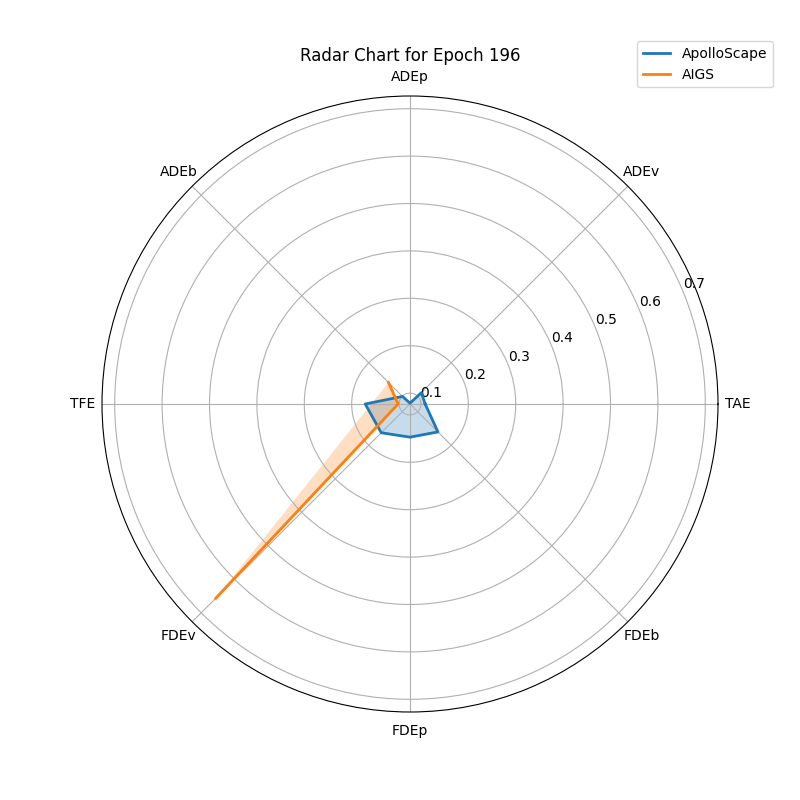 Radar Chart for Epoch 196
ApolloScape
AIGS
ADEp
ADEb
ADEv
0.7
0.6
0.5
0.4
0.3
0.2
0.1
TFE
TAE
FDEv
FDEb
FDEp